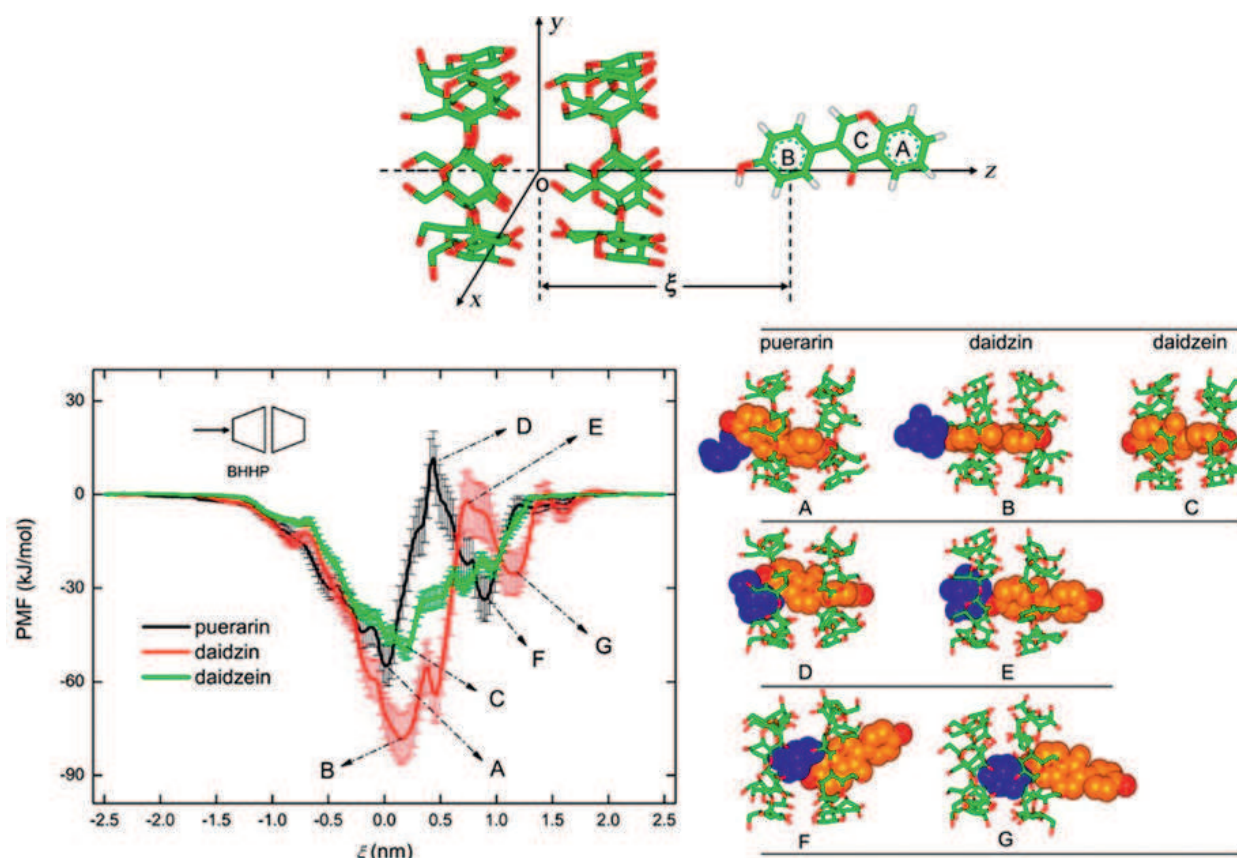 y
B
C
A
O
z
x
ξ
PMF (kJ/mol)
30
0
-30
-60
-90
-2.5 -2.0 -1.5 -1.0 -0.5 0.0 0.5 1.0 1.5 2.0 2.5
ξ (nm)
BHHP
puerarin
daidzin
daidzein
D
E
F
G
C
B
A
puerarin daidzin daidzein
A B C
D E
F G